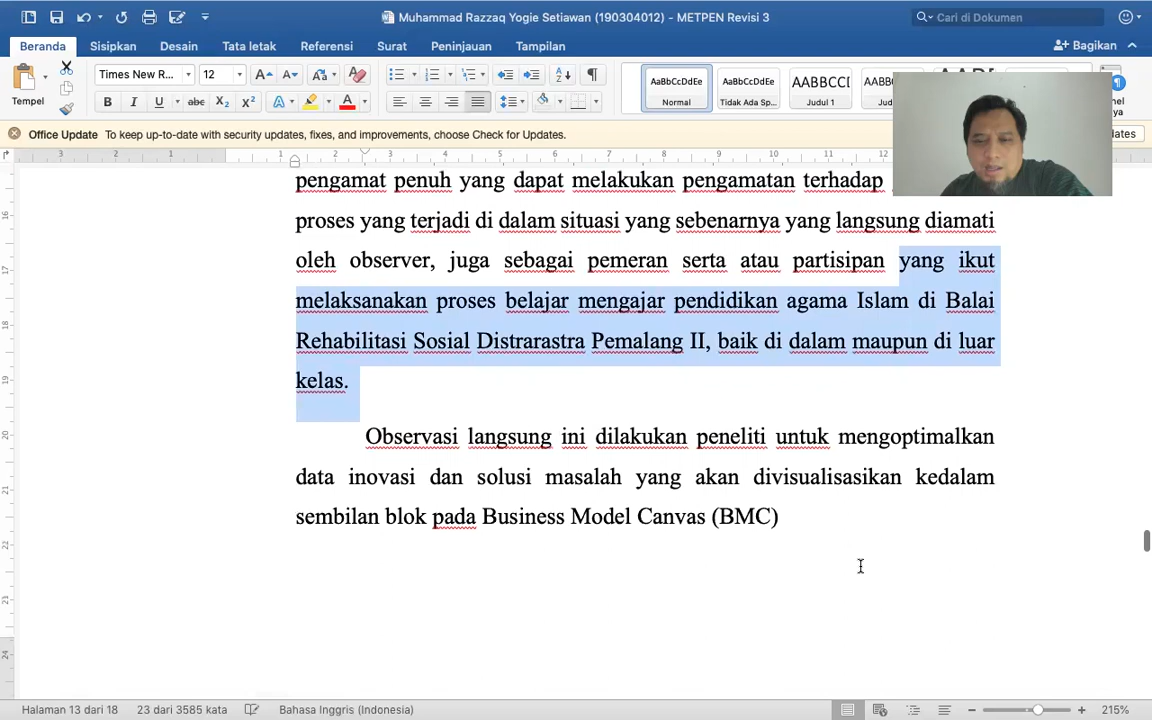 Muhammad Razzaq Yogie Setiawan (190304012) — METPEN Revisi 3
Cari di Dokumen
Beranda Sisipkan Desain Tata letak Referensi Surat Peninjauan Tampilan
Bagikan
Tempel
Times New R... 12
AaBbCcDdEe AaBbCcDdEe AABBCC[
Normal Tidak Ada Sp... Judul 1
Office Update To keep up-to-date with security updates, fixes, and improvements, choose Check for Updates.
pengamat penuh yang dapat melakukan pengamatan terhadap
proses yang terjadi di dalam situasi yang sebenarnya yang langsung diamati
oleh observer, juga sebagai pemeran serta atau partisipan yang ikut
melaksanakan proses belajar mengajar pendidikan agama Islam di Balai
Rehabilitasi Sosial Distrarastra Pemalang II, baik di dalam maupun di luar
kelas.
Observasi langsung ini dilakukan peneliti untuk mengoptimalkan
data inovasi dan solusi masalah yang akan divisualisasikan kedalam
sembilan blok pada Business Model Canvas (BMC)
Halaman 13 dari 18 23 dari 3585 kata Bahasa Inggris (Indonesia) 215%